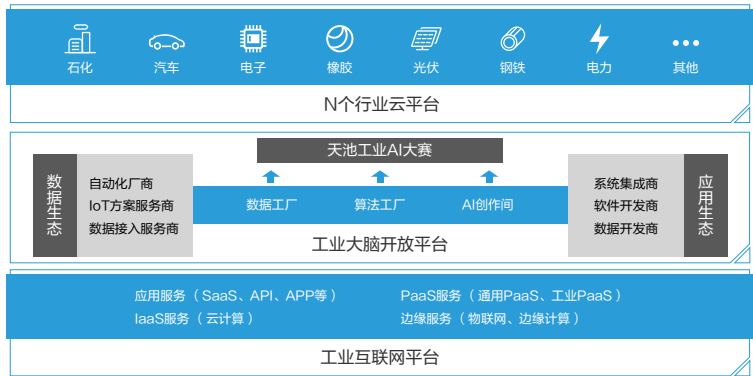 石化 汽车 电子 橡胶 光伏 钢铁 电力 其他
N个行业云平台
天池工业AI大赛
数据生态
自动化厂商
IoT方案服务商
数据接入服务商
数据工厂 算法工厂 AI创作间
系统集成商
软件开发商
数据开发商
应用生态
工业大脑开放平台
应用服务（SaaS、API、APP等） PaaS服务（通用PaaS、工业PaaS）
IaaS服务（云计算） 边缘服务（物联网、边缘计算）
工业互联网平台